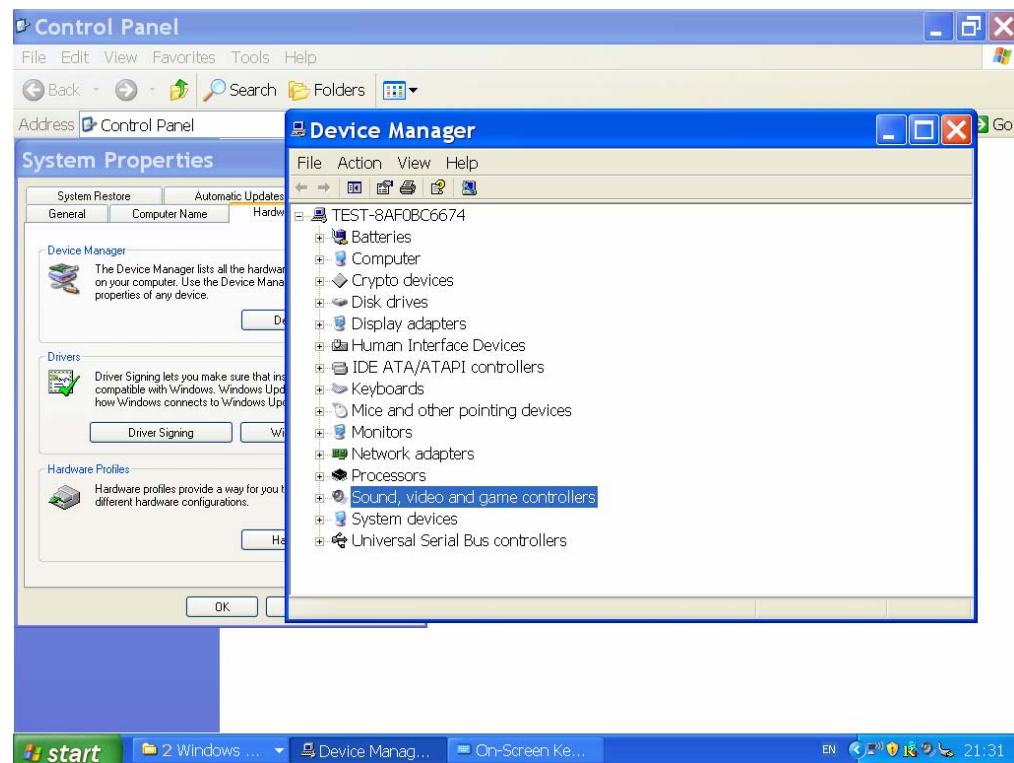 Control Panel
File Edit View Favorites Tools Help
Back Search Folders
Address Control Panel Go
System Properties
System Restore Automatic Updates
General Computer Name Hardw
Device Manager
The Device Manager lists all the hardwar
on your computer. Use the Device Mana
properties of any device.
De
Drivers
Driver Signing lets you make sure that ins
compatible with Windows. Windows Upd
how Windows connects to Windows Upd
Driver Signing Wi
Hardware Profiles
Hardware profiles provide a way for you t
different hardware configurations.
Ha
OK
Device Manager
File Action View Help
TEST-8AF0BC6674
Batteries
Computer
Crypto devices
Disk drives
Display adapters
Human Interface Devices
IDE ATA/ATAPI controllers
Keyboards
Mice and other pointing devices
Monitors
Network adapters
Processors
Sound, video and game controllers
System devices
Universal Serial Bus controllers
start 2 Windows ... Device Manag... On-Screen Ke... EN 21:31